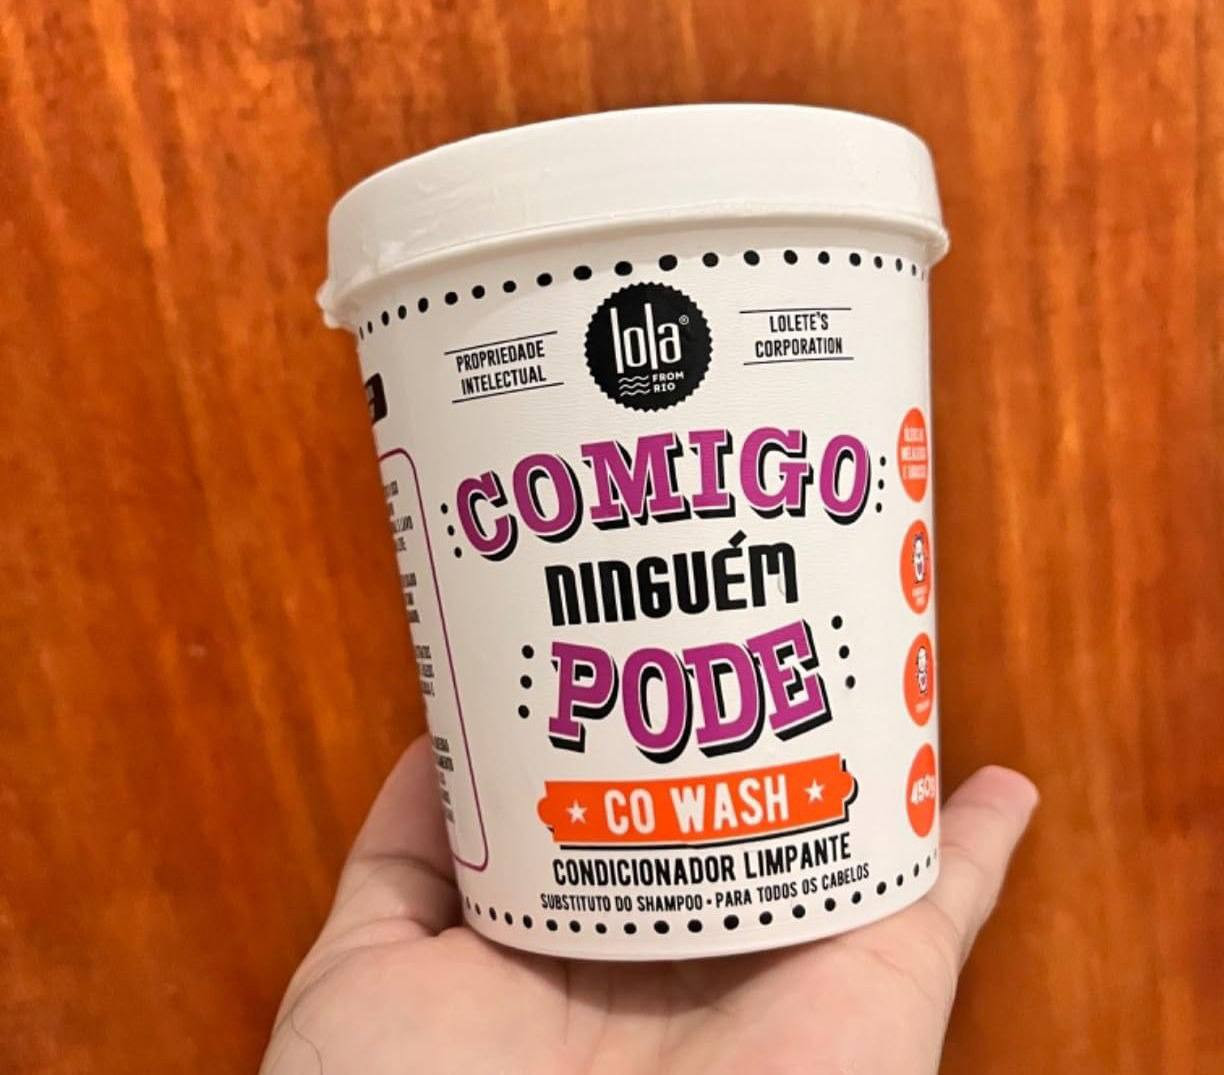 PROPRIEDADE
INTELECTUAL
lola®
FROM
RIO
LOLETE'S
CORPORATION
COMIGO
NINGUÉM
PODE
CO WASH
CONDICIONADOR LIMPANTE
SUBSTITUTO DO SHAMPOO • PARA TODOS OS CABELOS
450g